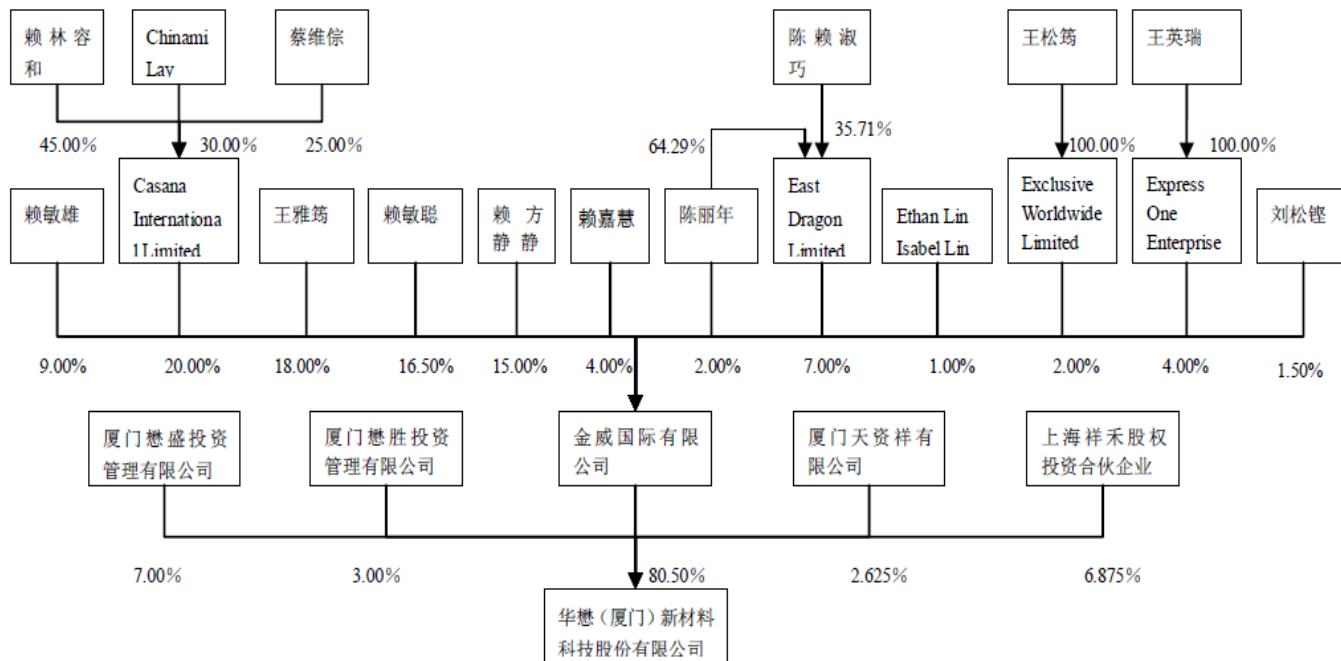 赖林容
和
Chinami
Lay
蔡维倧
陈赖淑
巧
王松筠
王英瑞
45.00%
30.00%
25.00%
64.29%
35.71%
100.00%
100.00%
赖敏雄
Casana
Internationa
l Limited
王雅筠
赖敏聪
赖方
静静
赖嘉慧
陈丽年
East
Dragon
Limited
Ethan Lin
Isabel Lin
Exclusive
Worldwide
Limited
Express
One
Enterprise
刘松铿
9.00%
20.00%
18.00%
16.50%
15.00%
4.00%
2.00%
7.00%
1.00%
2.00%
4.00%
1.50%
厦门懋盛投资
管理有限公司
厦门懋胜投资
管理有限公司
金威国际有限
公司
厦门天资祥有
限公司
上海祥禾股权
投资合伙企业
7.00%
3.00%
80.50%
2.625%
6.875%
华懋（厦门）新材料
科技股份有限公司